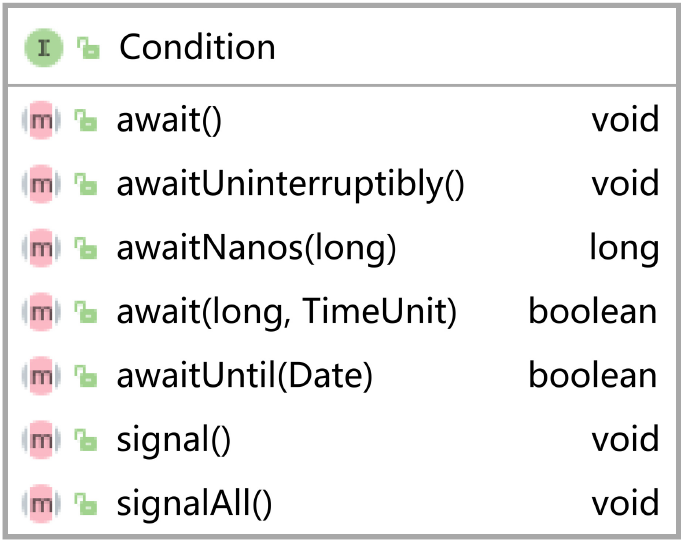 I Condition
m await() void
m awaitUninterruptibly() void
m awaitNanos(long) long
m await(long, TimeUnit) boolean
m awaitUntil(Date) boolean
m signal() void
m signalAll() void